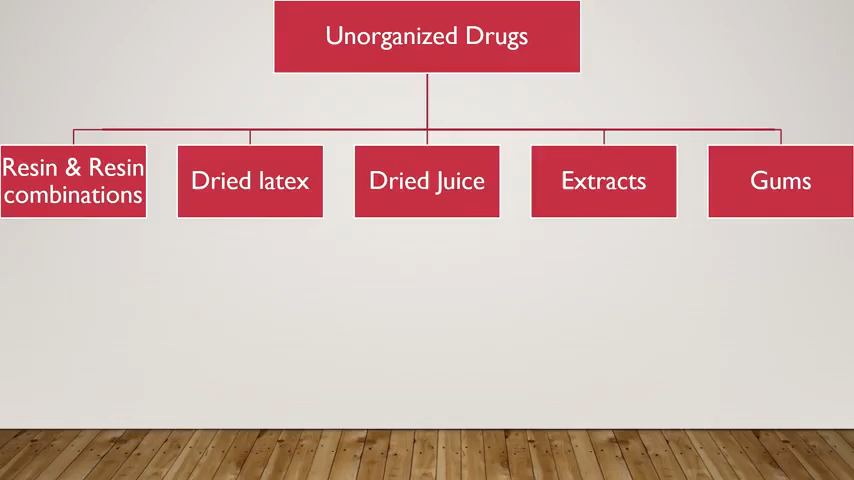 Unorganized Drugs
Resin & Resin
combinations
Dried latex
Dried Juice
Extracts
Gums